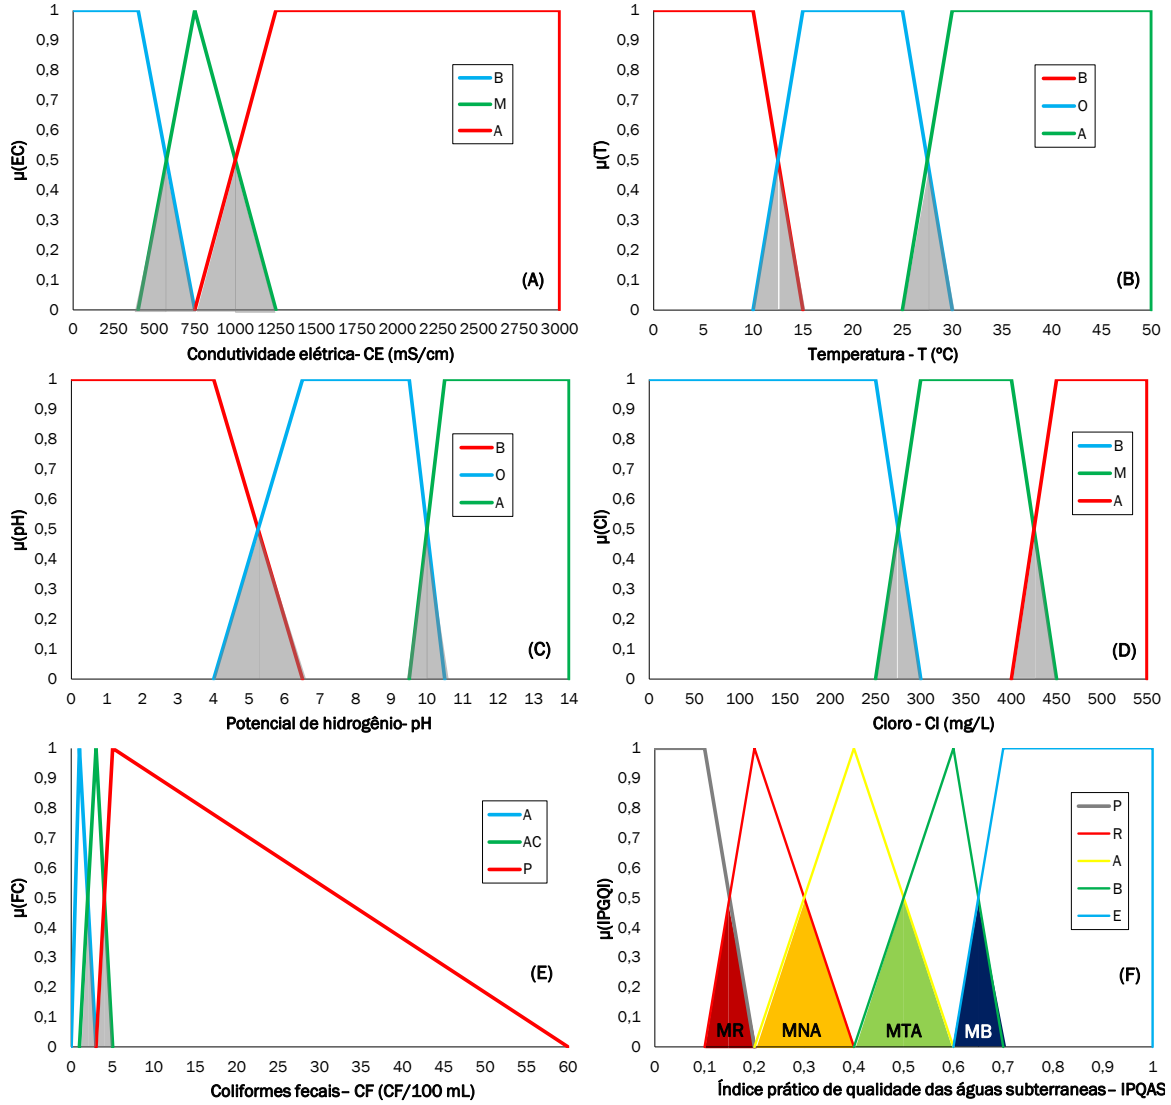 1
0,9
0,8
0,7
0,6
0,5
0,4
0,3
0,2
0,1
0
µ(EC)
B
M
A
(A)
0 250 500 750 1000 1250 1500 1750 2000 2250 2500 2750 3000
Condutividade elétrica- CE (mS/cm)
1
0,9
0,8
0,7
0,6
0,5
0,4
0,3
0,2
0,1
0
µ(T)
B
O
A
(B)
0 5 10 15 20 25 30 35 40 45 50
Temperatura - T (ºC)
1
0,9
0,8
0,7
0,6
0,5
0,4
0,3
0,2
0,1
0
µ(pH)
B
O
A
(C)
0 1 2 3 4 5 6 7 8 9 10 11 12 13 14
Potencial de hidrogênio- pH
1
0,9
0,8
0,7
0,6
0,5
0,4
0,3
0,2
0,1
0
µ(Cl)
B
M
A
(D)
0 50 100 150 200 250 300 350 400 450 500 550
Cloro - Cl (mg/L)
1
0,9
0,8
0,7
0,6
0,5
0,4
0,3
0,2
0,1
0
µ(FC)
A
AC
P
(E)
0 5 10 15 20 25 30 35 40 45 50 55 60
Coliformes fecais– CF (CF/100 mL)
1
0,9
0,8
0,7
0,6
0,5
0,4
0,3
0,2
0,1
0
µ(IPGQI)
P
R
A
B
E
(F)
MR MNA MTA MB
0 0,1 0,2 0,3 0,4 0,5 0,6 0,7 0,8 0,9 1
Índice prático de qualidade das águas subterraneas– IPQAS